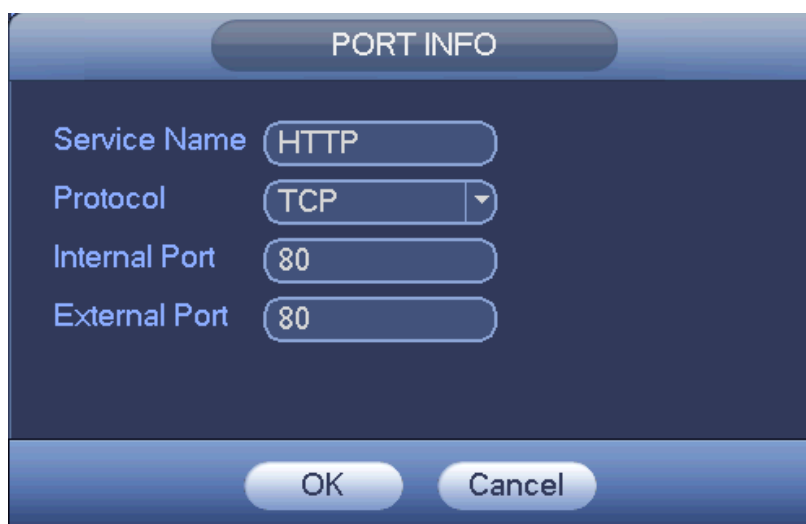 PORT INFO
Service Name HTTP
Protocol TCP
Internal Port 80
External Port 80
OK Cancel